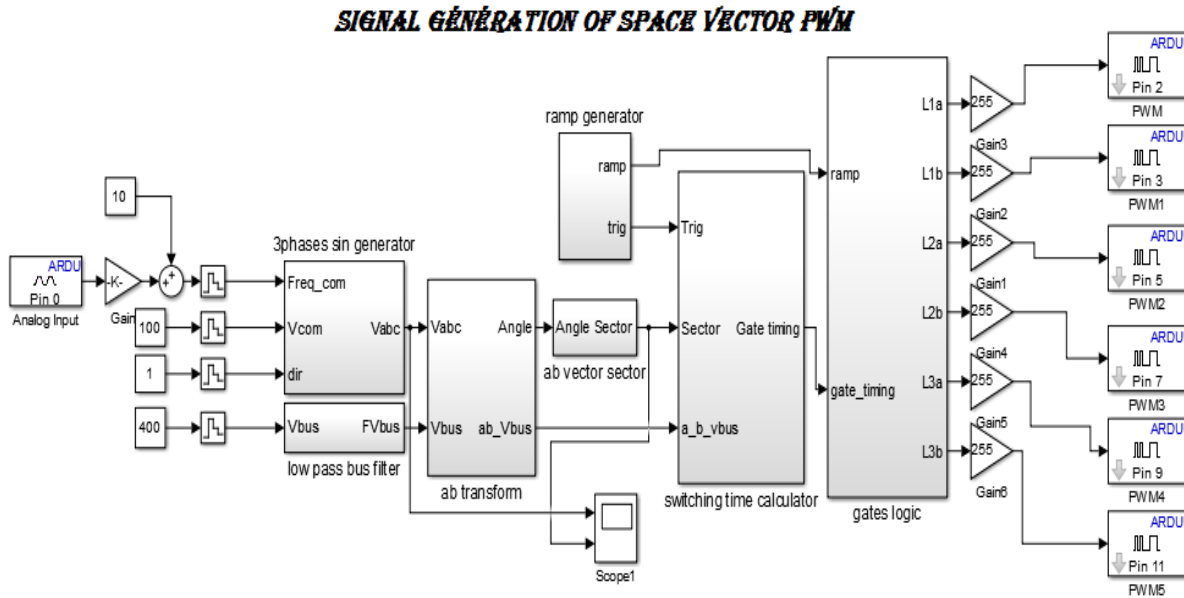 SIGNAL GÉNÉRATION OF SPACE VECTOR PWM
ARDU
Pin 0
Analog Input
-K-
Gain
10
100
1
400
3phases sin generator
Freq_com
Vcom
dir
Vabc
Vbus
FVbus
low pass bus filter
Vabc
Vbus
Angle
ab_Vbus
ab transform
Angle Sector
ab vector sector
Scope1
ramp generator
ramp
trig
Trig
Sector
a_b_vbus
Gate timing
switching time calculator
ramp
gate_timing
L1a
L1b
L2a
L2b
L3a
L3b
gates logic
255
Gain3
255
Gain2
255
Gain1
255
Gain4
255
Gain5
255
Gain6
ARDU
Pin 2
PWM
ARDU
Pin 3
PWM1
ARDU
Pin 5
PWM2
ARDU
Pin 7
PWM3
ARDU
Pin 9
PWM4
ARDU
Pin 11
PWM5